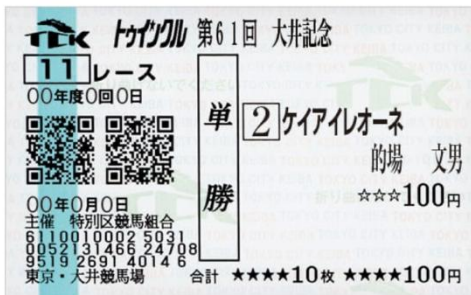 TCK トゥインクル 第61回 大井記念
11 レース
00年度0回0日
単勝
2 ケイアイレオーネ
的場 文男
☆☆☆100円
00年0月0日
主催 特別区競馬組合
6110010002 5031
0052131466 54708
9519 2691 4014 6
東京・大井競馬場
合計 ★★★★10枚 ★★★★100円